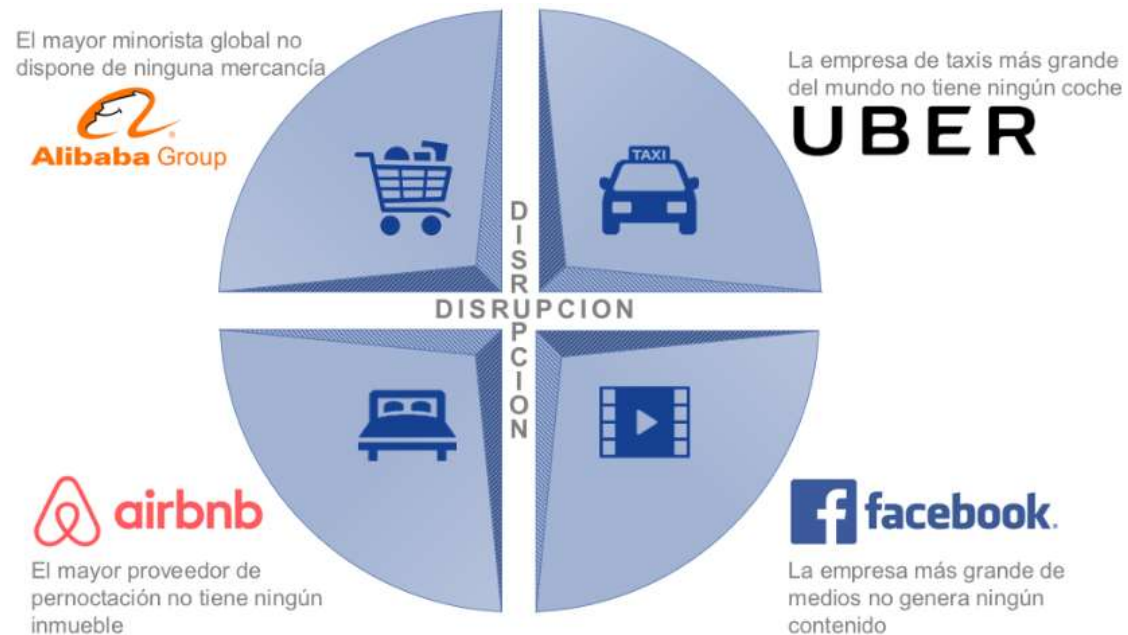 El mayor minorista global no
dispone de ninguna mercancía
Alibaba Group
La empresa de taxis más grande
del mundo no tiene ningún coche
UBER
TAXI
DISRUPCION
DISRUPCION
airbnb
El mayor proveedor de
pernoctación no tiene ningún
inmueble
facebook.
La empresa más grande de
medios no genera ningún
contenido